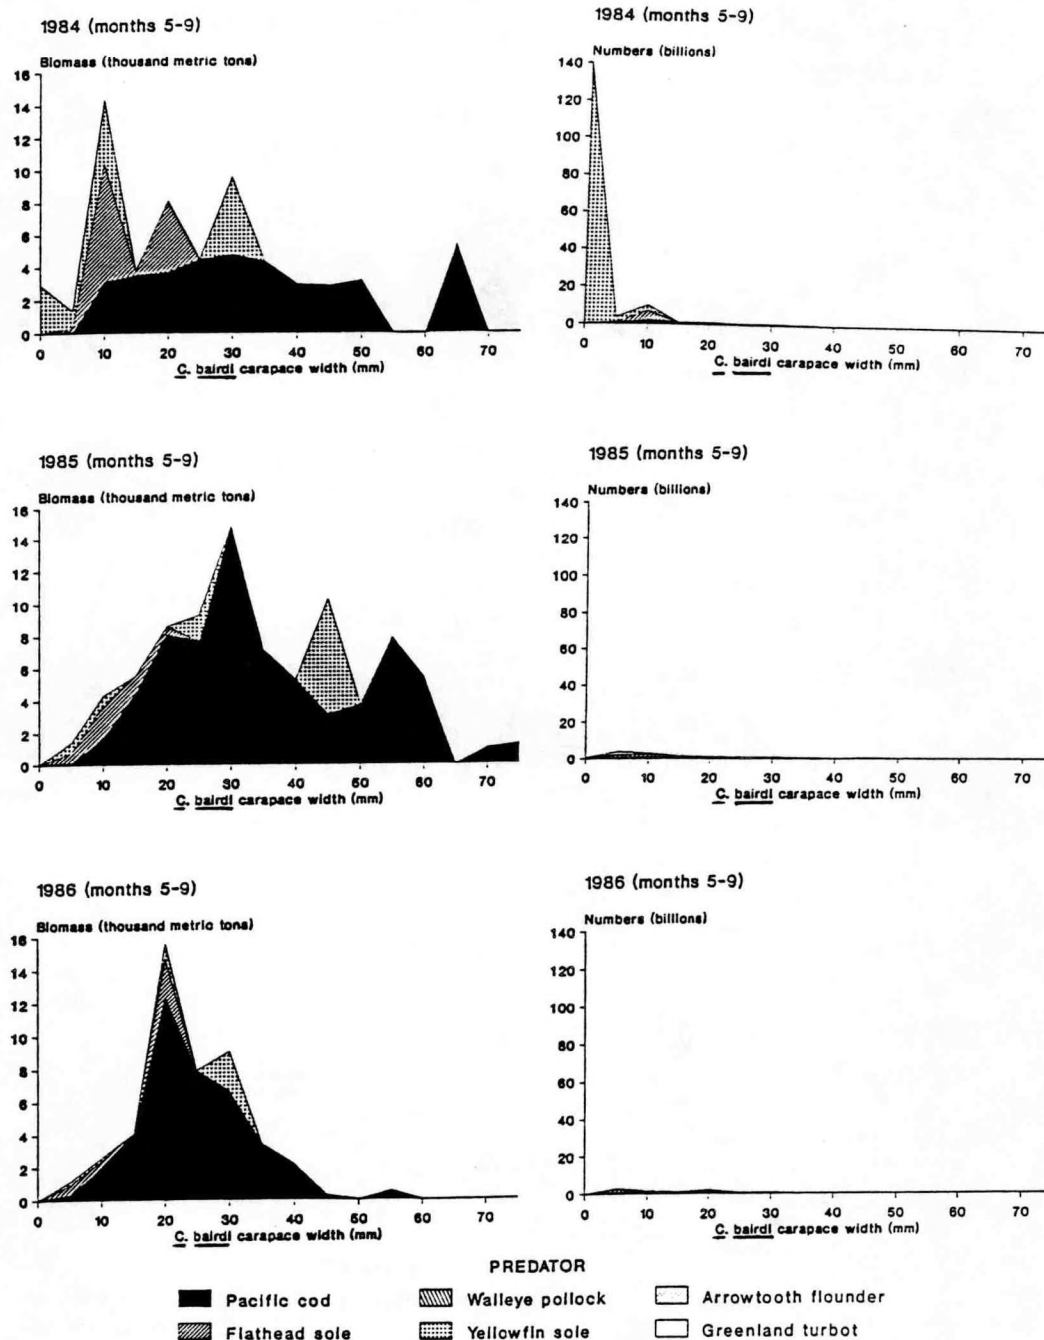 1984 (months 5-9)
Biomass (thousand metric tons)
16
14
12
10
8
6
4
2
0
0 10 20 30 40 50 60 70
C. bairdi carapace width (mm)
1984 (months 5-9)
Numbers (billions)
140
120
100
80
60
40
20
0
0 10 20 30 40 50 60 70
C. bairdi carapace width (mm)
1985 (months 5-9)
Biomass (thousand metric tons)
16
14
12
10
8
6
4
2
0
0 10 20 30 40 50 60 70
C. bairdi carapace width (mm)
1985 (months 5-9)
Numbers (billions)
140
120
100
80
60
40
20
0
0 10 20 30 40 50 60 70
C. bairdi carapace width (mm)
1986 (months 5-9)
Biomass (thousand metric tons)
16
14
12
10
8
6
4
2
0
0 10 20 30 40 50 60 70
C. bairdi carapace width (mm)
1986 (months 5-9)
Numbers (billions)
140
120
100
80
60
40
20
0
0 10 20 30 40 50 60 70
C. bairdi carapace width (mm)
PREDATOR
Pacific cod Walleye pollock Arrowtooth flounder
Flathead sole Yellowfin sole Greenland turbot